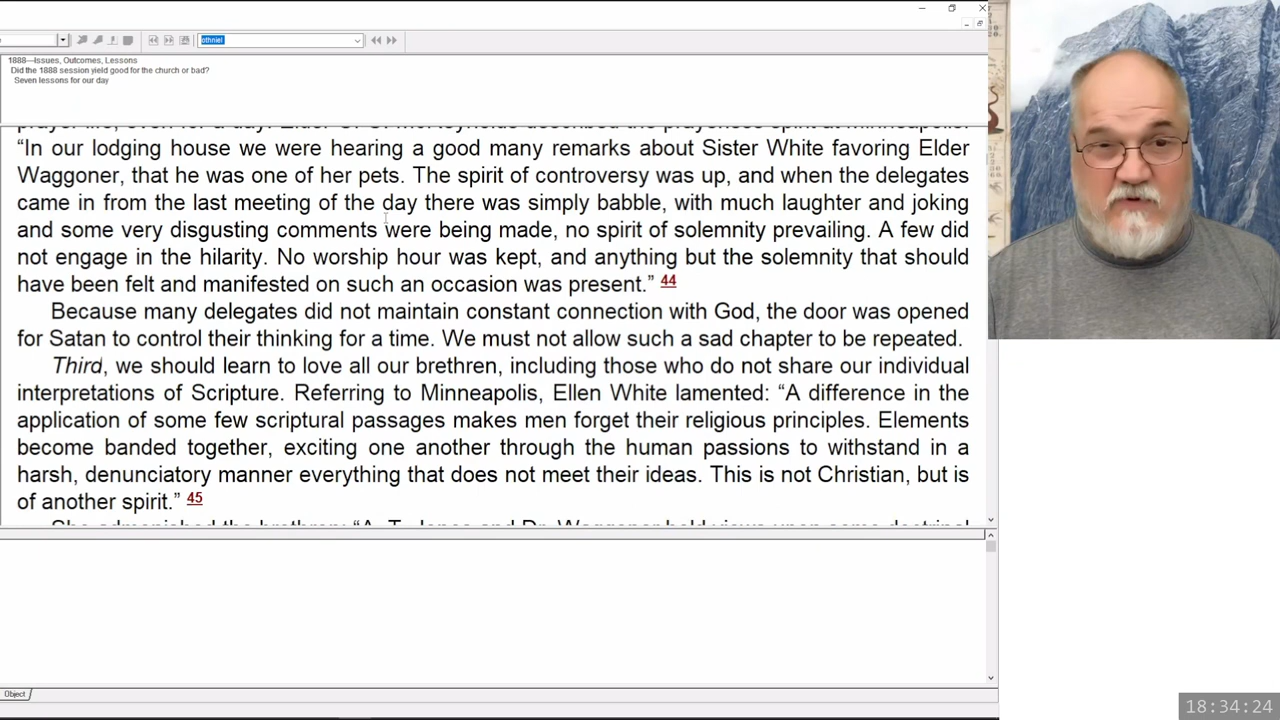 othniel
1888—Issues, Outcomes, Lessons
Did the 1888 session yield good for the church or bad?
Seven lessons for our day
“In our lodging house we were hearing a good many remarks about Sister White favoring Elder
Waggoner, that he was one of her pets. The spirit of controversy was up, and when the delegates
came in from the last meeting of the day there was simply babble, with much laughter and joking
and some very disgusting comments were being made, no spirit of solemnity prevailing. A few did
not engage in the hilarity. No worship hour was kept, and anything but the solemnity that should
have been felt and manifested on such an occasion was present.” 44
Because many delegates did not maintain constant connection with God, the door was opened
for Satan to control their thinking for a time. We must not allow such a sad chapter to be repeated.
Third, we should learn to love all our brethren, including those who do not share our individual
interpretations of Scripture. Referring to Minneapolis, Ellen White lamented: “A difference in the
application of some few scriptural passages makes men forget their religious principles. Elements
become banded together, exciting one another through the human passions to withstand in a
harsh, denunciatory manner everything that does not meet their ideas. This is not Christian, but is
of another spirit.” 45
Object
18:34:24